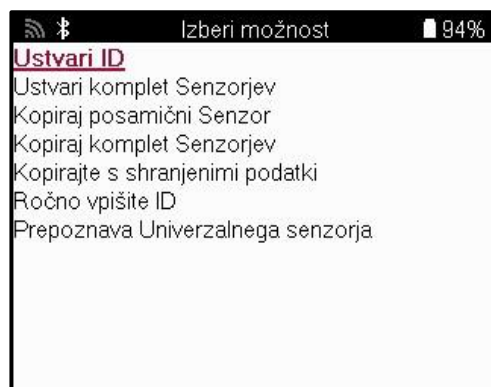 Izberi možnost 94%
Ustvari ID
Ustvari komplet Senzorjev
Kopiraj posamični Senzor
Kopiraj komplet Senzorjev
Kopirajte s shranjenimi podatki
Ročno vpišite ID
Prepoznava Univerzalnega senzorja